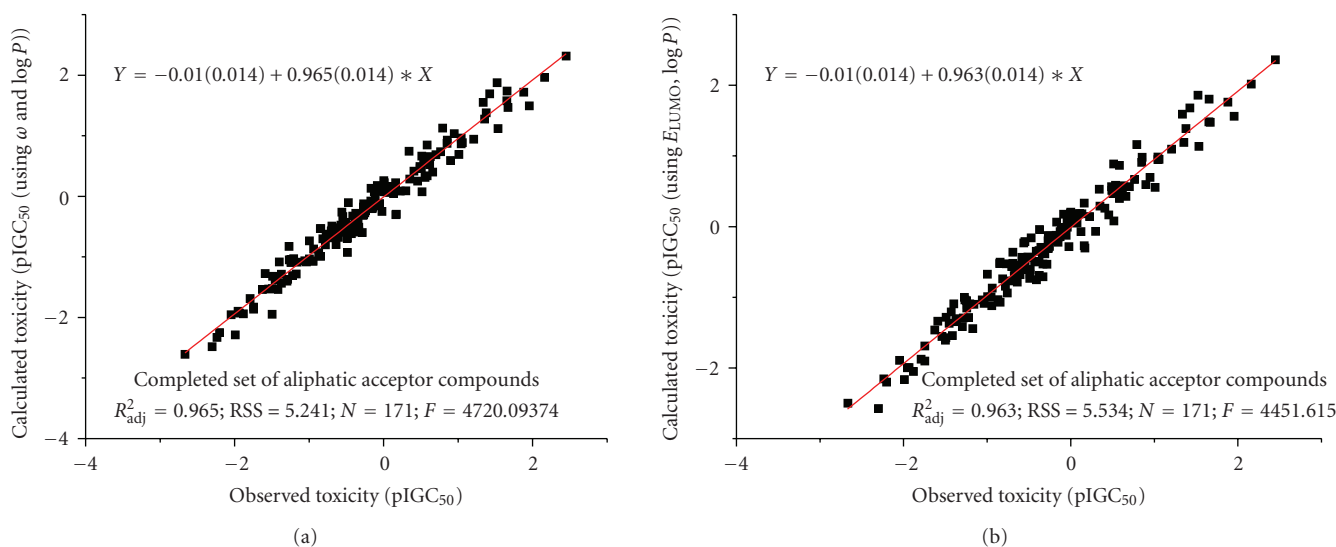 Calculated toxicity (pIGC₅₀ (using ω and log P))
2
0
−2
−4
Y = −0.01(0.014) + 0.965(0.014) ∗ X
Completed set of aliphatic acceptor compounds
R²adj = 0.965; RSS = 5.241; N = 171; F = 4720.09374
−4 −2 0 2
Observed toxicity (pIGC₅₀)
(a)
Calculated toxicity (pIGC₅₀ (using E_LUMO, log P)
2
0
−2
Y = −0.01(0.014) + 0.963(0.014) ∗ X
Completed set of aliphatic acceptor compounds
R²adj = 0.963; RSS = 5.534; N = 171; F = 4451.615
−4 −2 0 2
Observed toxicity (pIGC₅₀)
(b)